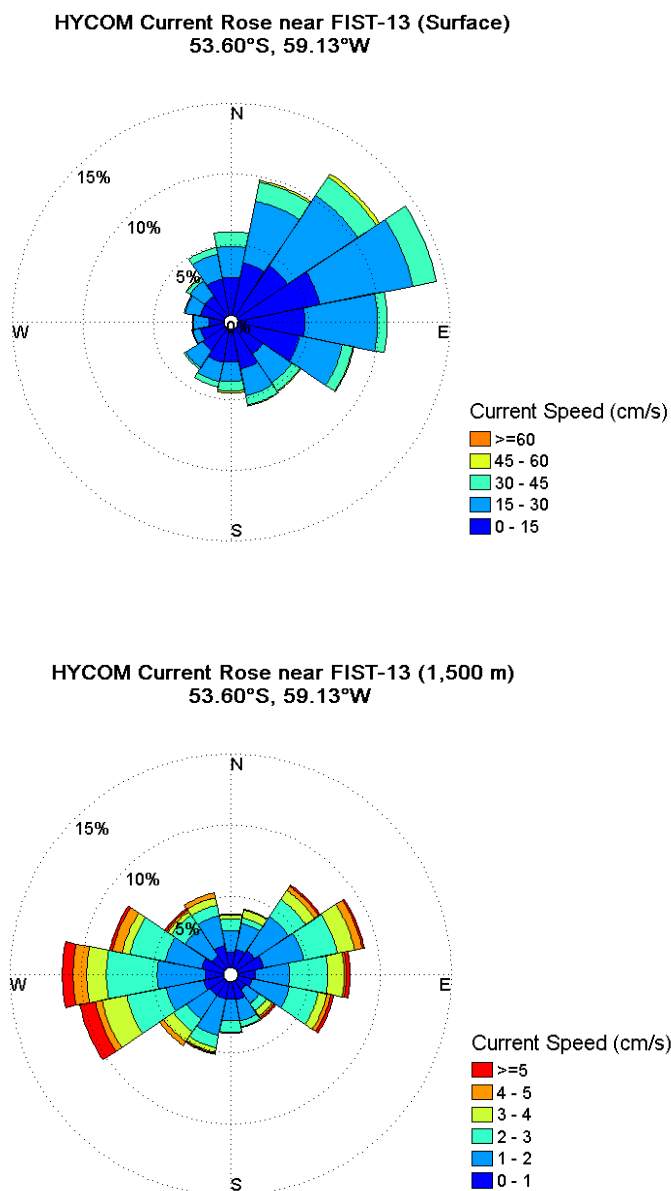 HYCOM Current Rose near FIST-13 (Surface)
53.60°S, 59.13°W
N
15%
10%
5%
0%
W
E
S
Current Speed (cm/s)
>=60
45 - 60
30 - 45
15 - 30
0 - 15
HYCOM Current Rose near FIST-13 (1,500 m)
53.60°S, 59.13°W
N
15%
10%
5%
W
E
S
Current Speed (cm/s)
>=5
4 - 5
3 - 4
2 - 3
1 - 2
0 - 1